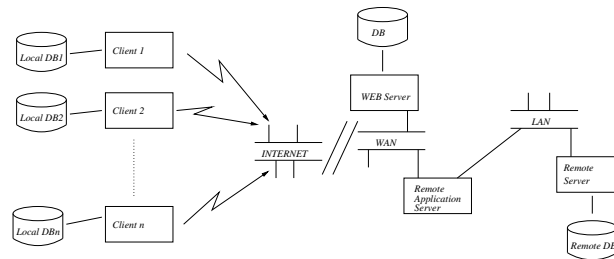 DB
Local DB1
Client 1
WEB Server
Local DB2
Client 2
LAN
INTERNET
WAN
Remote
Application
Server
Remote
Server
Local DBn
Client n
Remote DB